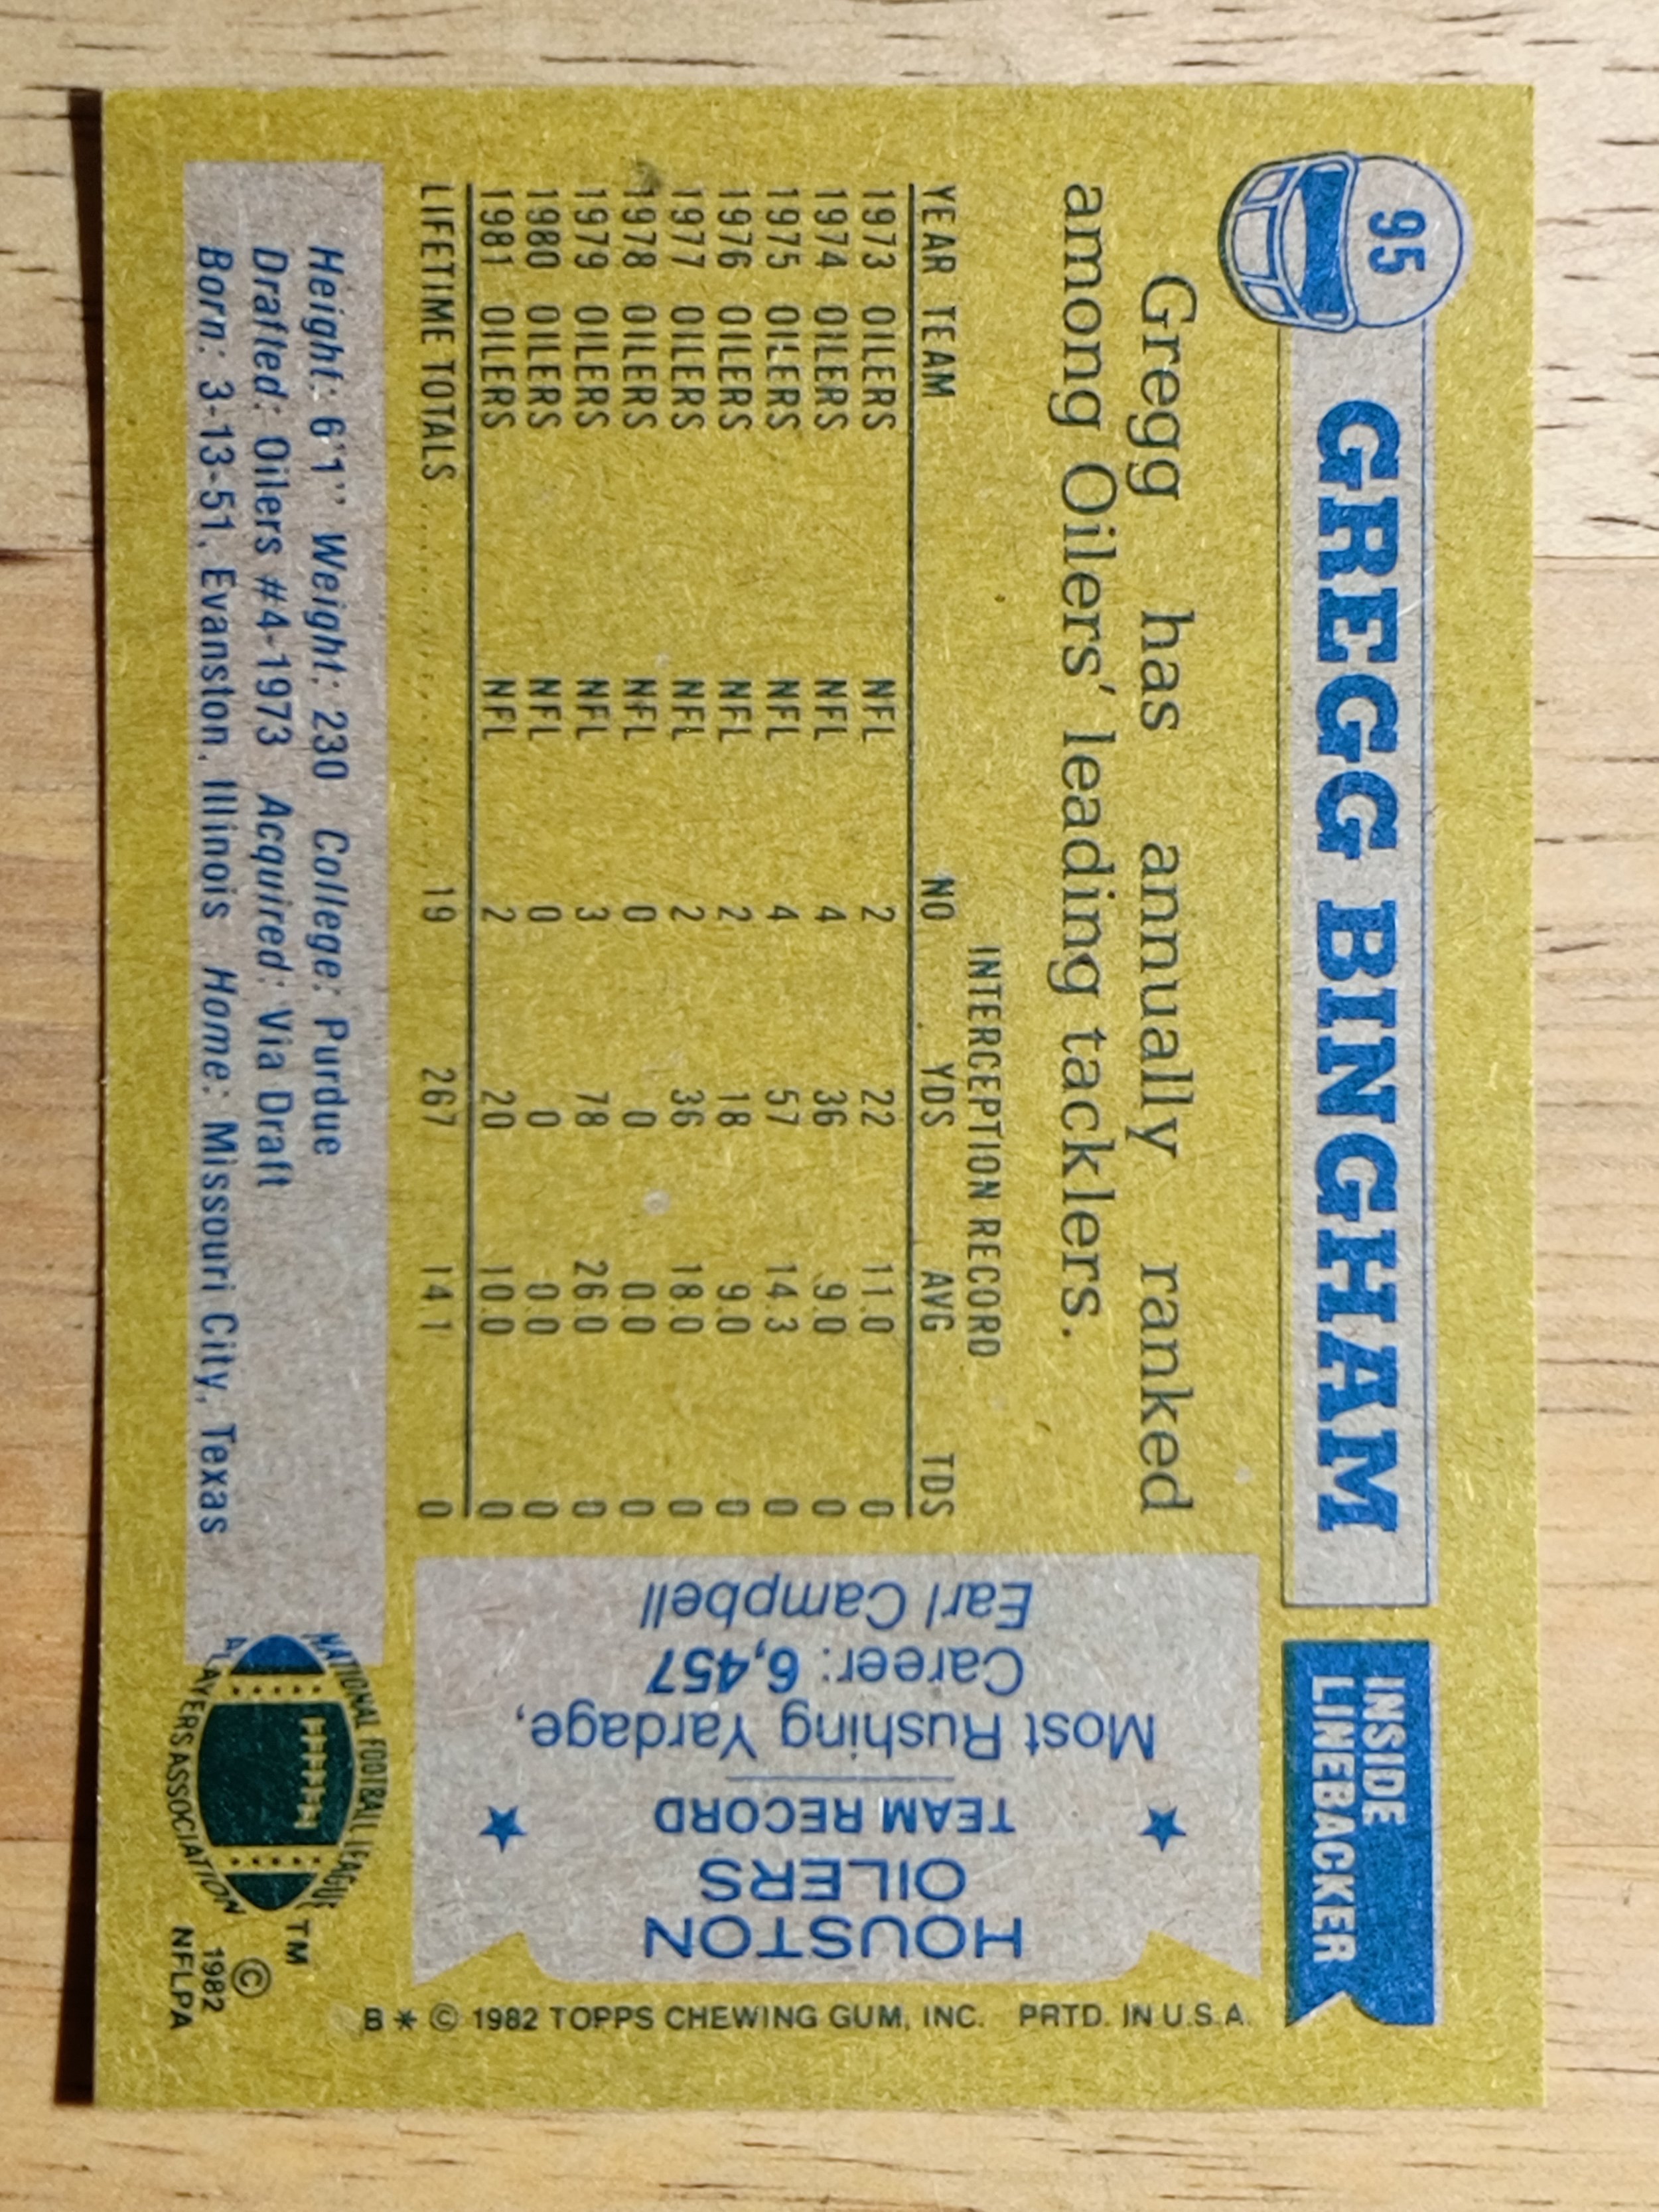 95 GREGG BINGHAM
INSIDE
LINEBACKER
Gregg has annually ranked
among Oilers' leading tacklers.
INTERCEPTION RECORD
YEAR TEAM NO YDS AVG TDS
1973 OILERS NFL 2 22 11.0 0
1974 OILERS NFL 4 36 9.0 0
1975 OILERS NFL 4 57 14.3 0
1976 OILERS NFL 2 18 9.0 0
1977 OILERS NFL 2 36 18.0 0
1978 OILERS NFL 0 0 0.0 0
1979 OILERS NFL 3 78 26.0 0
1980 OILERS NFL 0 0 0.0 0
1981 OILERS NFL 2 20 10.0 0
LIFETIME TOTALS 19 267 14.1 0
Height: 6'1" Weight: 230 College: Purdue
Drafted: Oilers #4-1973 Acquired: Via Draft
Born: 3-13-51, Evanston, Illinois Home: Missouri City, Texas
HOUSTON
OILERS
TEAM RECORD
Most Rushing Yardage,
Career: 6,457
Earl Campbell
B * © 1982 TOPPS CHEWING GUM, INC. PRTD. IN U.S.A.
NATIONAL FOOTBALL LEAGUE
PLAYERS ASSOCIATION
TM
©
1982
NFLPA